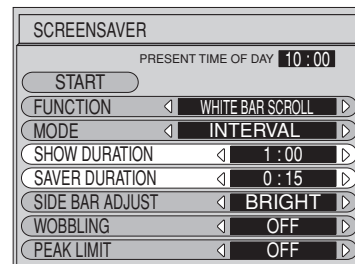 SCREENSAVER
PRESENT TIME OF DAY 10:00
START
FUNCTION WHITE BAR SCROLL
MODE INTERVAL
SHOW DURATION 1:00
SAVER DURATION 0:15
SIDE BAR ADJUST BRIGHT
WOBBLING OFF
PEAK LIMIT OFF